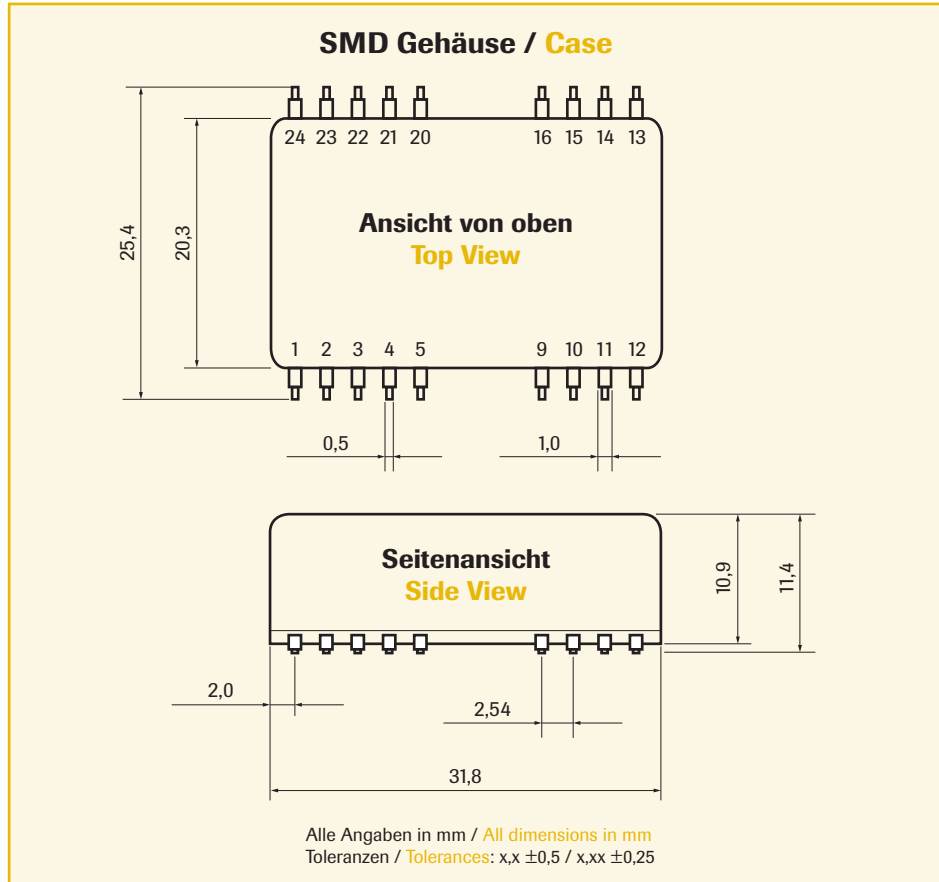 SMD Gehäuse / Case
24 23 22 21 20 16 15 14 13
25,4
20,3
Ansicht von oben
Top View
1 2 3 4 5 9 10 11 12
0,5
1,0
Seitenansicht
Side View
10,9
11,4
2,0
2,54
31,8
Alle Angaben in mm / All dimensions in mm
Toleranzen / Tolerances: x,x ±0,5 / x,xx ±0,25